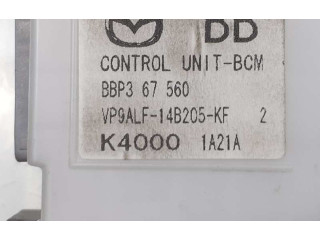 DD
CONTROL UNIT-BCM
BBP3 67 560
VP9ALF-14B205-KF 2
K4000 1A21A